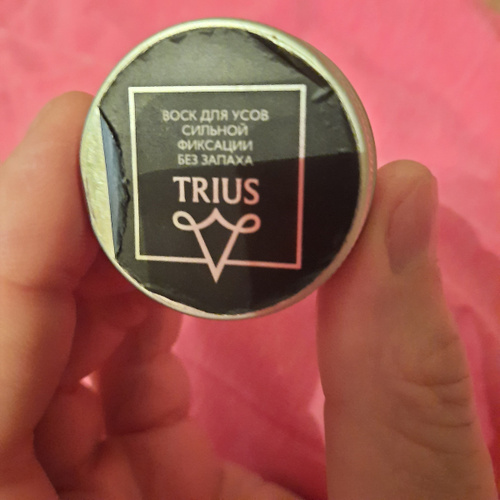 ВОСК ДЛЯ УСОВ
СИЛЬНОЙ
ФИКСАЦИИ
БЕЗ ЗАПАХА
TRIUS